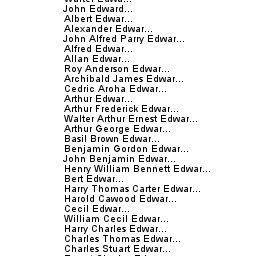 John Edward...
Albert Edwar...
Alexander Edwar...
John Alfred Parry Edwar...
Alfred Edwar...
Allan Edwar...
Roy Anderson Edwar...
Archibald James Edwar...
Cedric Aroha Edwar...
Arthur Edwar...
Arthur Frederick Edwar...
Walter Arthur Ernest Edwar...
Arthur George Edwar...
Basil Brown Edwar...
Benjamin Gordon Edwar...
John Benjamin Edwar...
Henry William Bennett Edwar...
Bert Edwar...
Harry Thomas Carter Edwar...
Harold Cawood Edwar...
Cecil Edwar...
William Cecil Edwar...
Harry Charles Edwar...
Charles Thomas Edwar...
Charles Stuart Edwar...